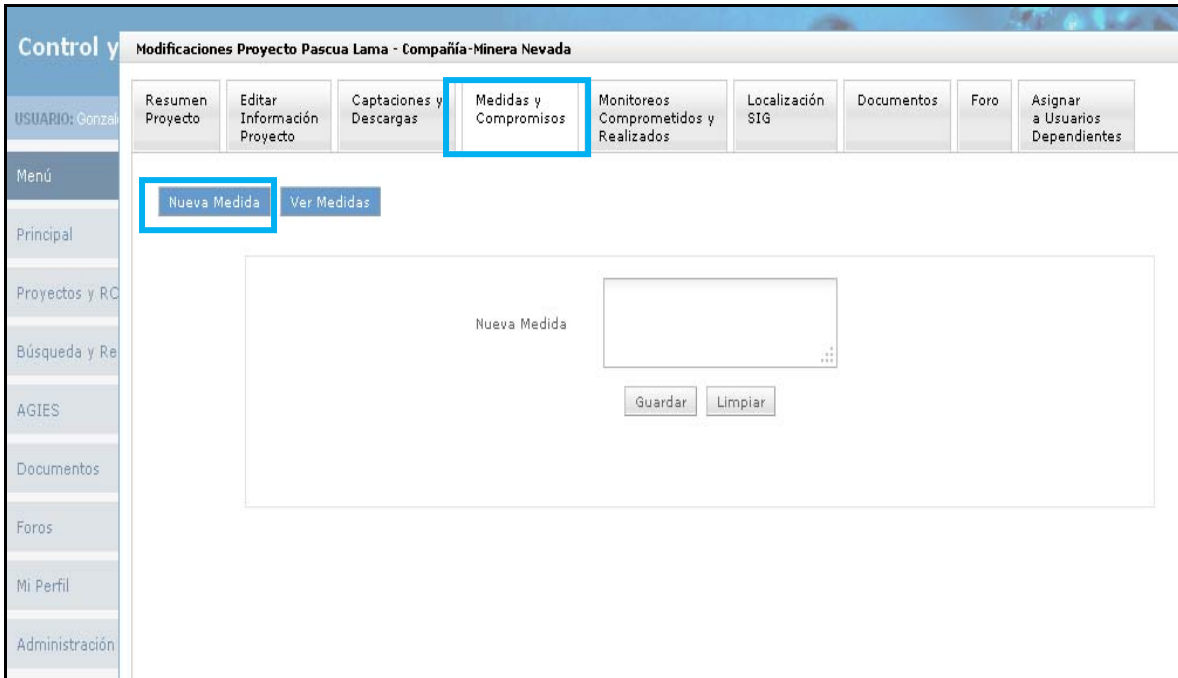 Control y
Modificaciones Proyecto Pascua Lama - Compañía-Minera Nevada
USUARIO: Gonzal
Resumen
Proyecto
Editar
Información
Proyecto
Captaciones y
Descargas
Medidas y
Compromisos
Monitoreos
Comprometidos y
Realizados
Localización
SIG
Documentos
Foro
Asignar
a Usuarios
Dependientes
Menú
Principal
Proyectos y RC
Búsqueda y Re
AGIES
Documentos
Foros
Mi Perfil
Administración
Nueva Medida
Ver Medidas
Nueva Medida
Guardar
Limpiar